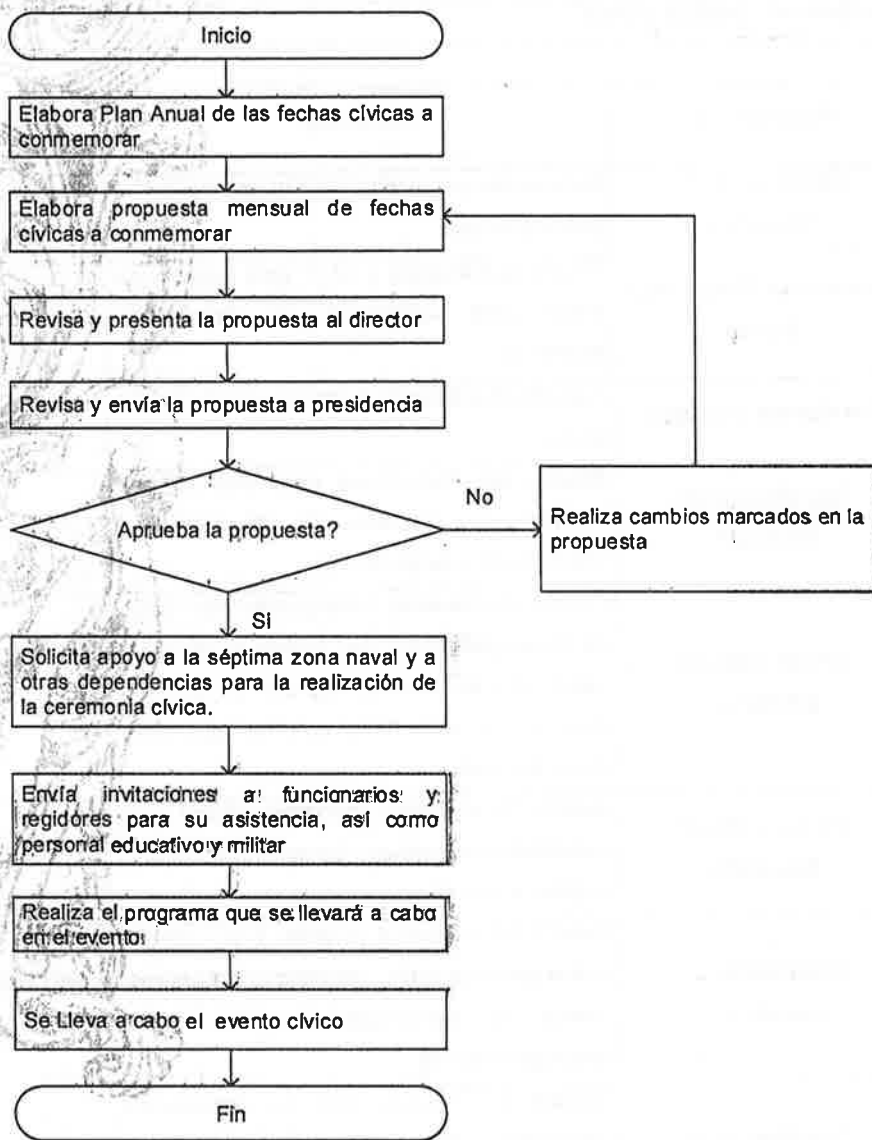 Inicio
Elabora Plan Anual de las fechas cívicas a
conmemorar
Elabora propuesta mensual de fechas
cívicas a conmemorar
Revisa y presenta la propuesta al director
Revisa y envía la propuesta a presidencia
Aprueba la propuesta?
No
Realiza cambios marcados en la
propuesta
Si
Solicita apoyo a la séptima zona naval y a
otras dependencias para la realización de
la ceremonia cívica.
Envía invitaciones a funcionarios y
regidores para su asistencia, así como
personal educativo y militar
Realiza el programa que se llevará a cabo
en el evento
Se Lleva a cabo el evento cívico
Fin